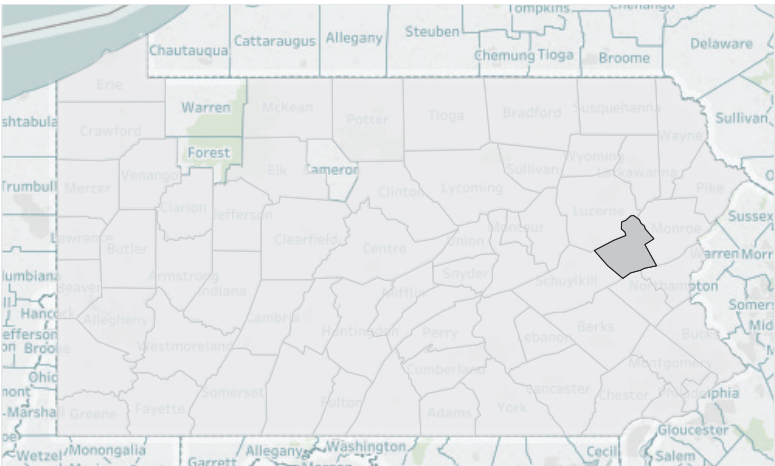 Tompkins
Chenango
Steuben
Cattaraugus
Allegany
Delaware
Chautauqua
Chemung
Tioga
Broome
Erie
Warren
McKean
Potter
Tioga
Bradford
Susquehanna
Sullivan
shtabula
Crawford
Wayne
Forest
Elk
Cameron
Sullivan
Wyoming
Lackawanna
Trumbull
Mercer
Venango
Clinton
Lycoming
Pike
Clarion
Jefferson
Luzerne
Sussex
Lawrence
Clearfield
Centre
Union
Montour
Monroe
Butler
Warren
Morr
lumbiana
Armstrong
Snyder
Schuylkill
Beaver
Indiana
Mifflin
Northampton
Hancock
Allegheny
Cambria
Somers
efferson
Huntingdon
Perry
Lebanon
Berks
Bucks
Mid
Brooke
Westmoreland
Ohio
Cumberland
Montgomery
mont
Somerset
Lancaster
Chester
Philadelphia
Marsha
Greene
Fayette
Fulton
Adams
York
Gloucester
Wetzel
Monongalia
Garrett
Allegany
Washington
Cecil
Salem